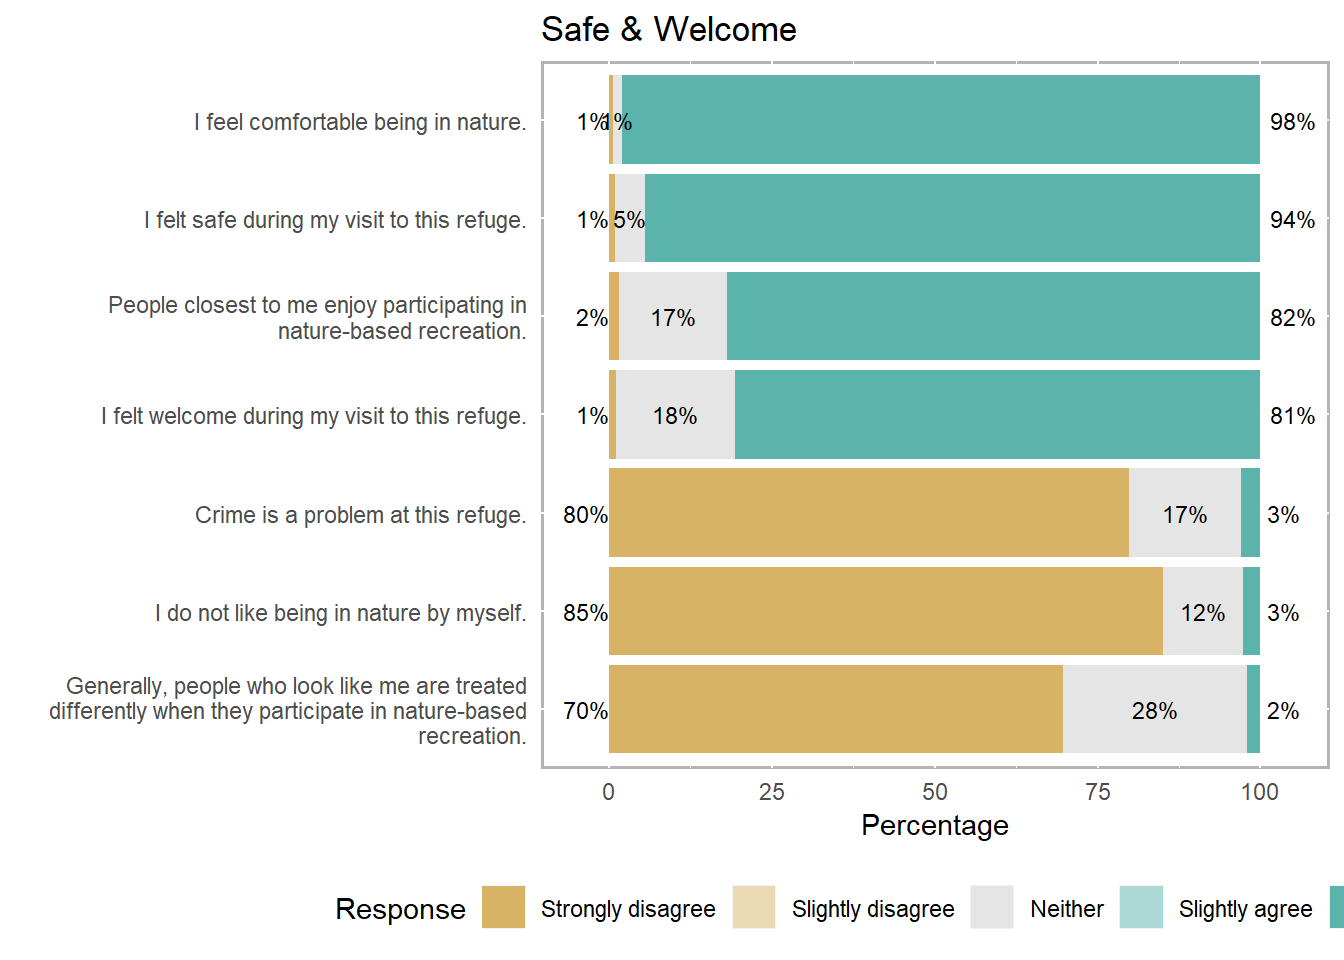 Safe & Welcome
I feel comfortable being in nature.
1% 1% 98%
I felt safe during my visit to this refuge.
1% 5% 94%
People closest to me enjoy participating in
nature-based recreation.
2% 17% 82%
I felt welcome during my visit to this refuge.
1% 18% 81%
Crime is a problem at this refuge.
80% 17% 3%
I do not like being in nature by myself.
85% 12% 3%
Generally, people who look like me are treated
differently when they participate in nature-based
recreation.
70% 28% 2%
0 25 50 75 100
Percentage
Response Strongly disagree Slightly disagree Neither Slightly agree